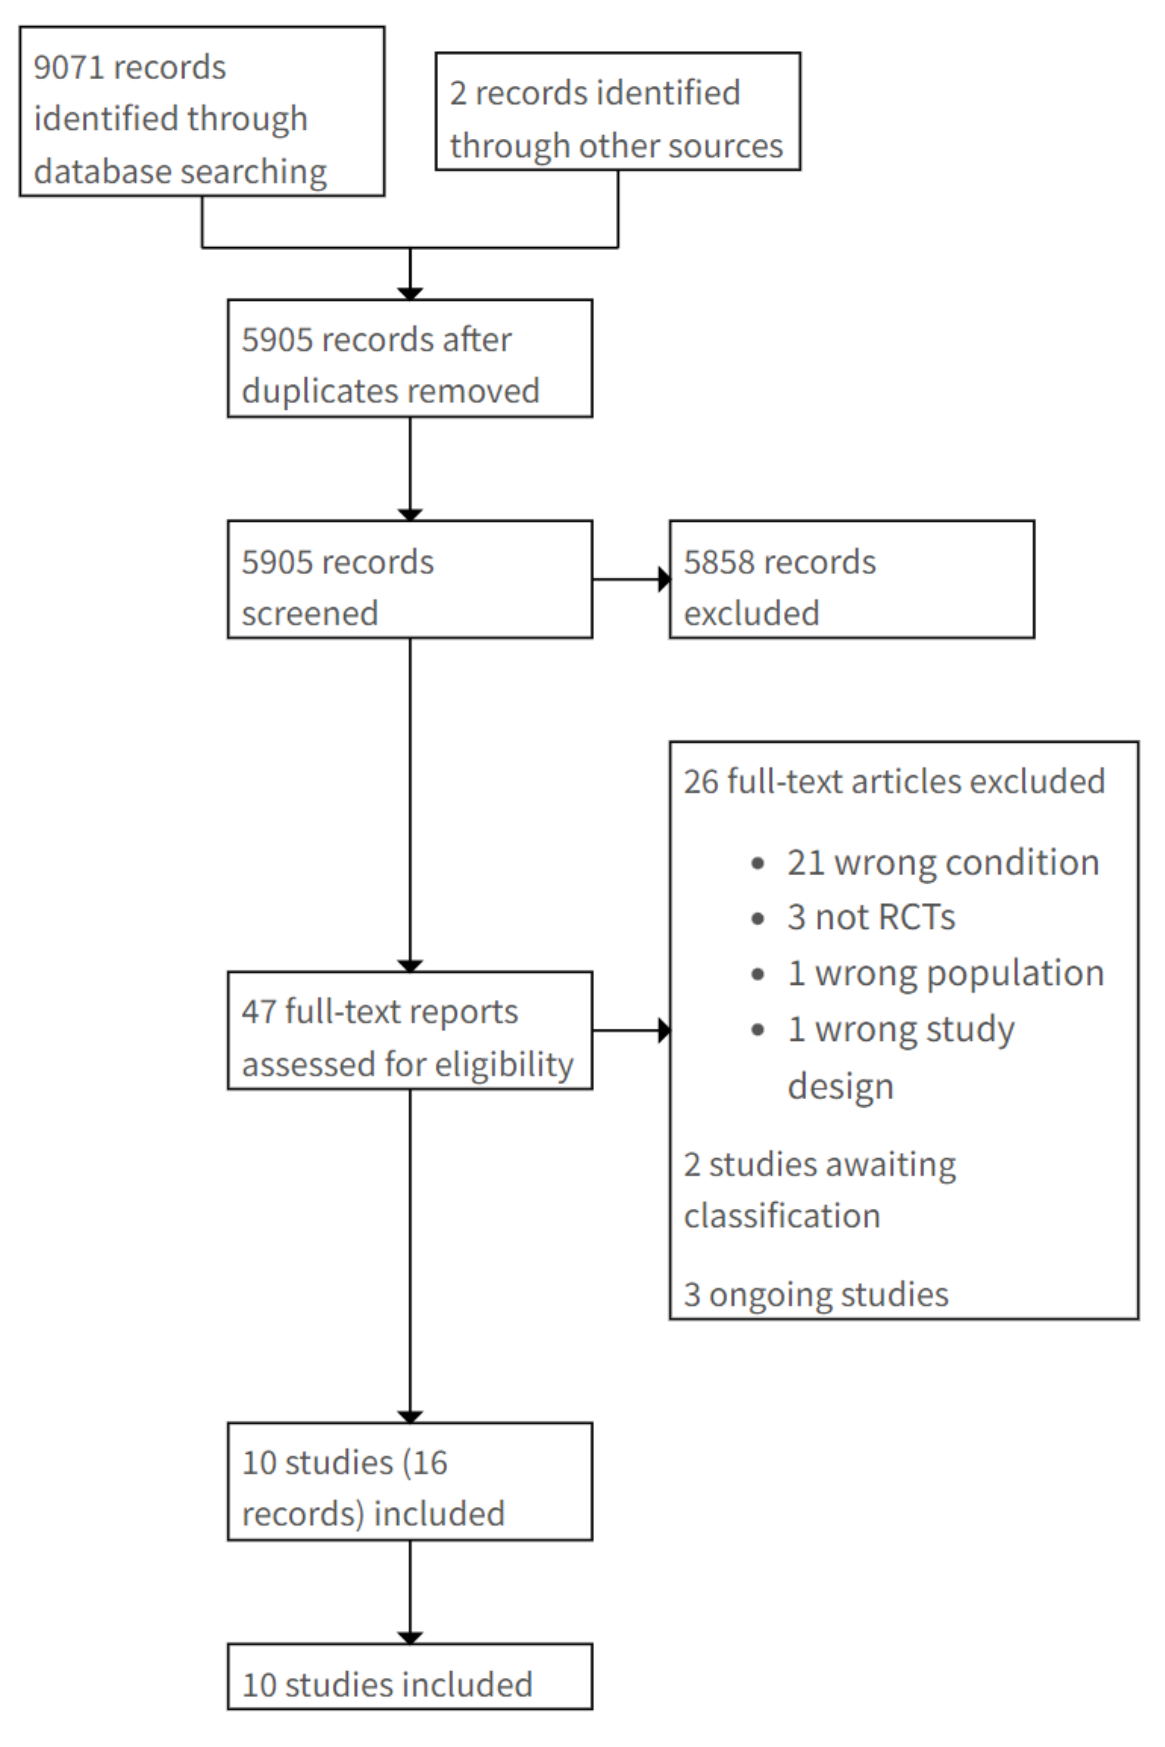 9071 records
identified through
database searching
2 records identified
through other sources
5905 records after
duplicates removed
5905 records
screened
5858 records
excluded
26 full-text articles excluded
• 21 wrong condition
• 3 not RCTs
• 1 wrong population
• 1 wrong study
design
2 studies awaiting
classification
3 ongoing studies
47 full-text reports
assessed for eligibility
10 studies (16
records) included
10 studies included